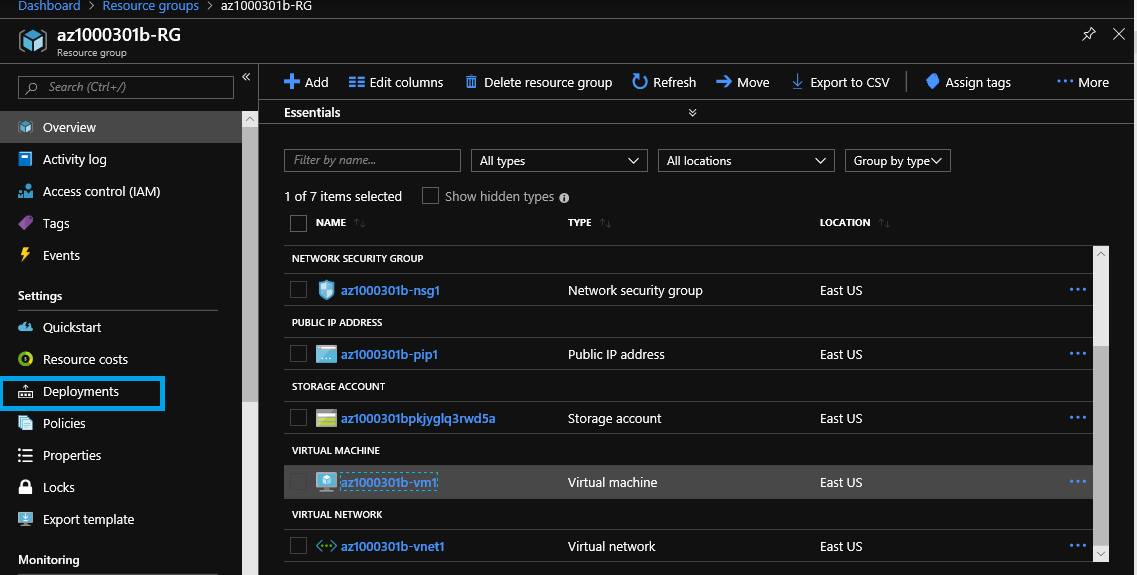 Dashboard > Resource groups > az1000301b-RG
az1000301b-RG
Resource group
Search (Ctrl+/)
Overview
Activity log
Access control (IAM)
Tags
Events
Settings
Quickstart
Resource costs
Deployments
Policies
Properties
Locks
Export template
Monitoring
Add Edit columns Delete resource group Refresh Move Export to CSV Assign tags ··· More
Essentials
Filter by name... All types All locations Group by type
1 of 7 items selected Show hidden types
NAME TYPE LOCATION
NETWORK SECURITY GROUP
az1000301b-nsg1 Network security group East US
PUBLIC IP ADDRESS
az1000301b-pip1 Public IP address East US
STORAGE ACCOUNT
az1000301bpkjyglq3rwd5a Storage account East US
VIRTUAL MACHINE
az1000301b-vm1 Virtual machine East US
VIRTUAL NETWORK
az1000301b-vnet1 Virtual network East US